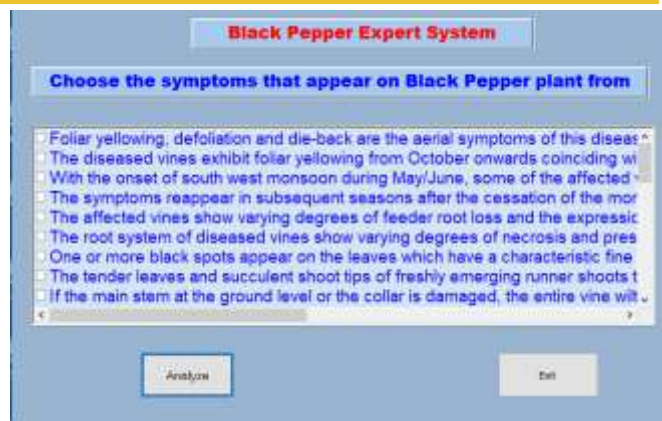 Black Pepper Expert System
Choose the symptoms that appear on Black Pepper plant from
Foliar yellowing, defoliation and die-back are the aerial symptoms of this diseas
The diseased vines exhibit foliar yellowing from October onwards coinciding wi
With the onset of south west monsoon during May/June, some of the affected
The symptoms reappear in subsequent seasons after the cessation of the mor
The affected vines show varying degrees of feeder root loss and the expressic
The root system of diseased vines show varying degrees of necrosis and pres
One or more black spots appear on the leaves which have a characteristic fine
The tender leaves and succulent shoot tips of freshly emerging runner shoots t
If the main stem at the ground level or the collar is damaged, the entire vine wilt
Analyze
Exit